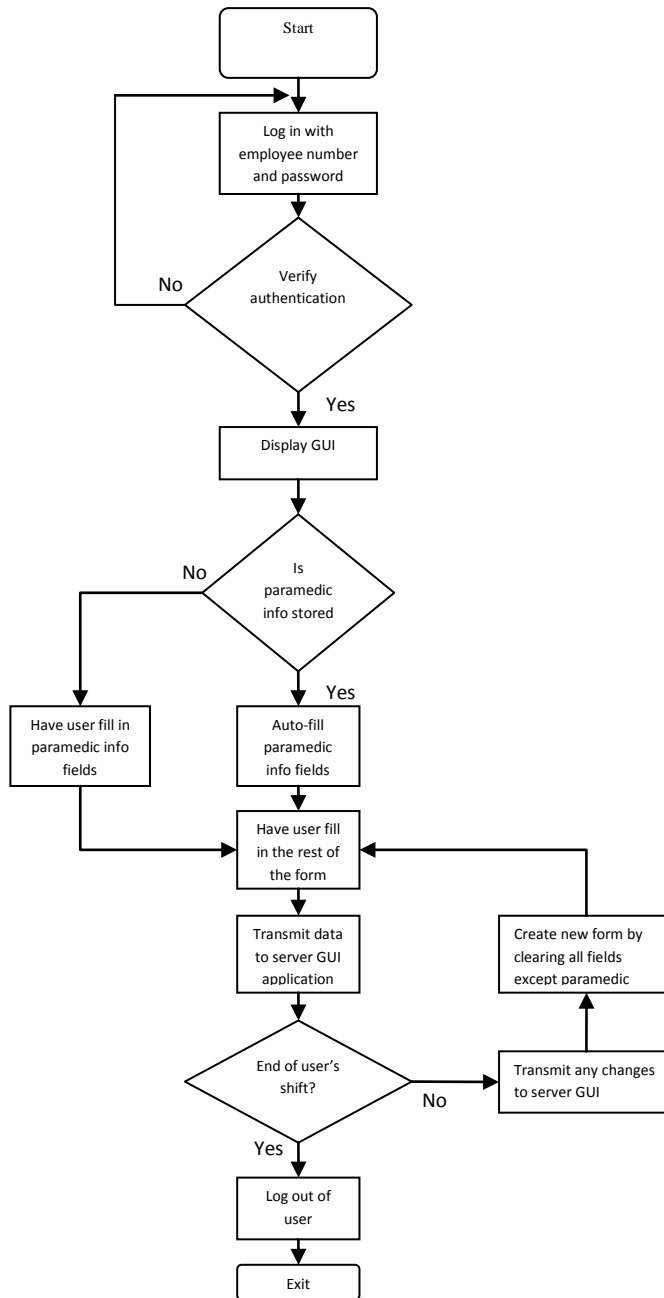 Start
Log in with
employee number
and password
Verify
authentication
No
Yes
Display GUI
Is
paramedic
info stored
No
Yes
Have user fill in
paramedic info
fields
Auto-fill
paramedic
info fields
Have user fill
in the rest of
the form
Transmit data
to server GUI
application
Create new form by
clearing all fields
except paramedic
End of user’s
shift?
No
Transmit any changes
to server GUI
Yes
Log out of
user
Exit